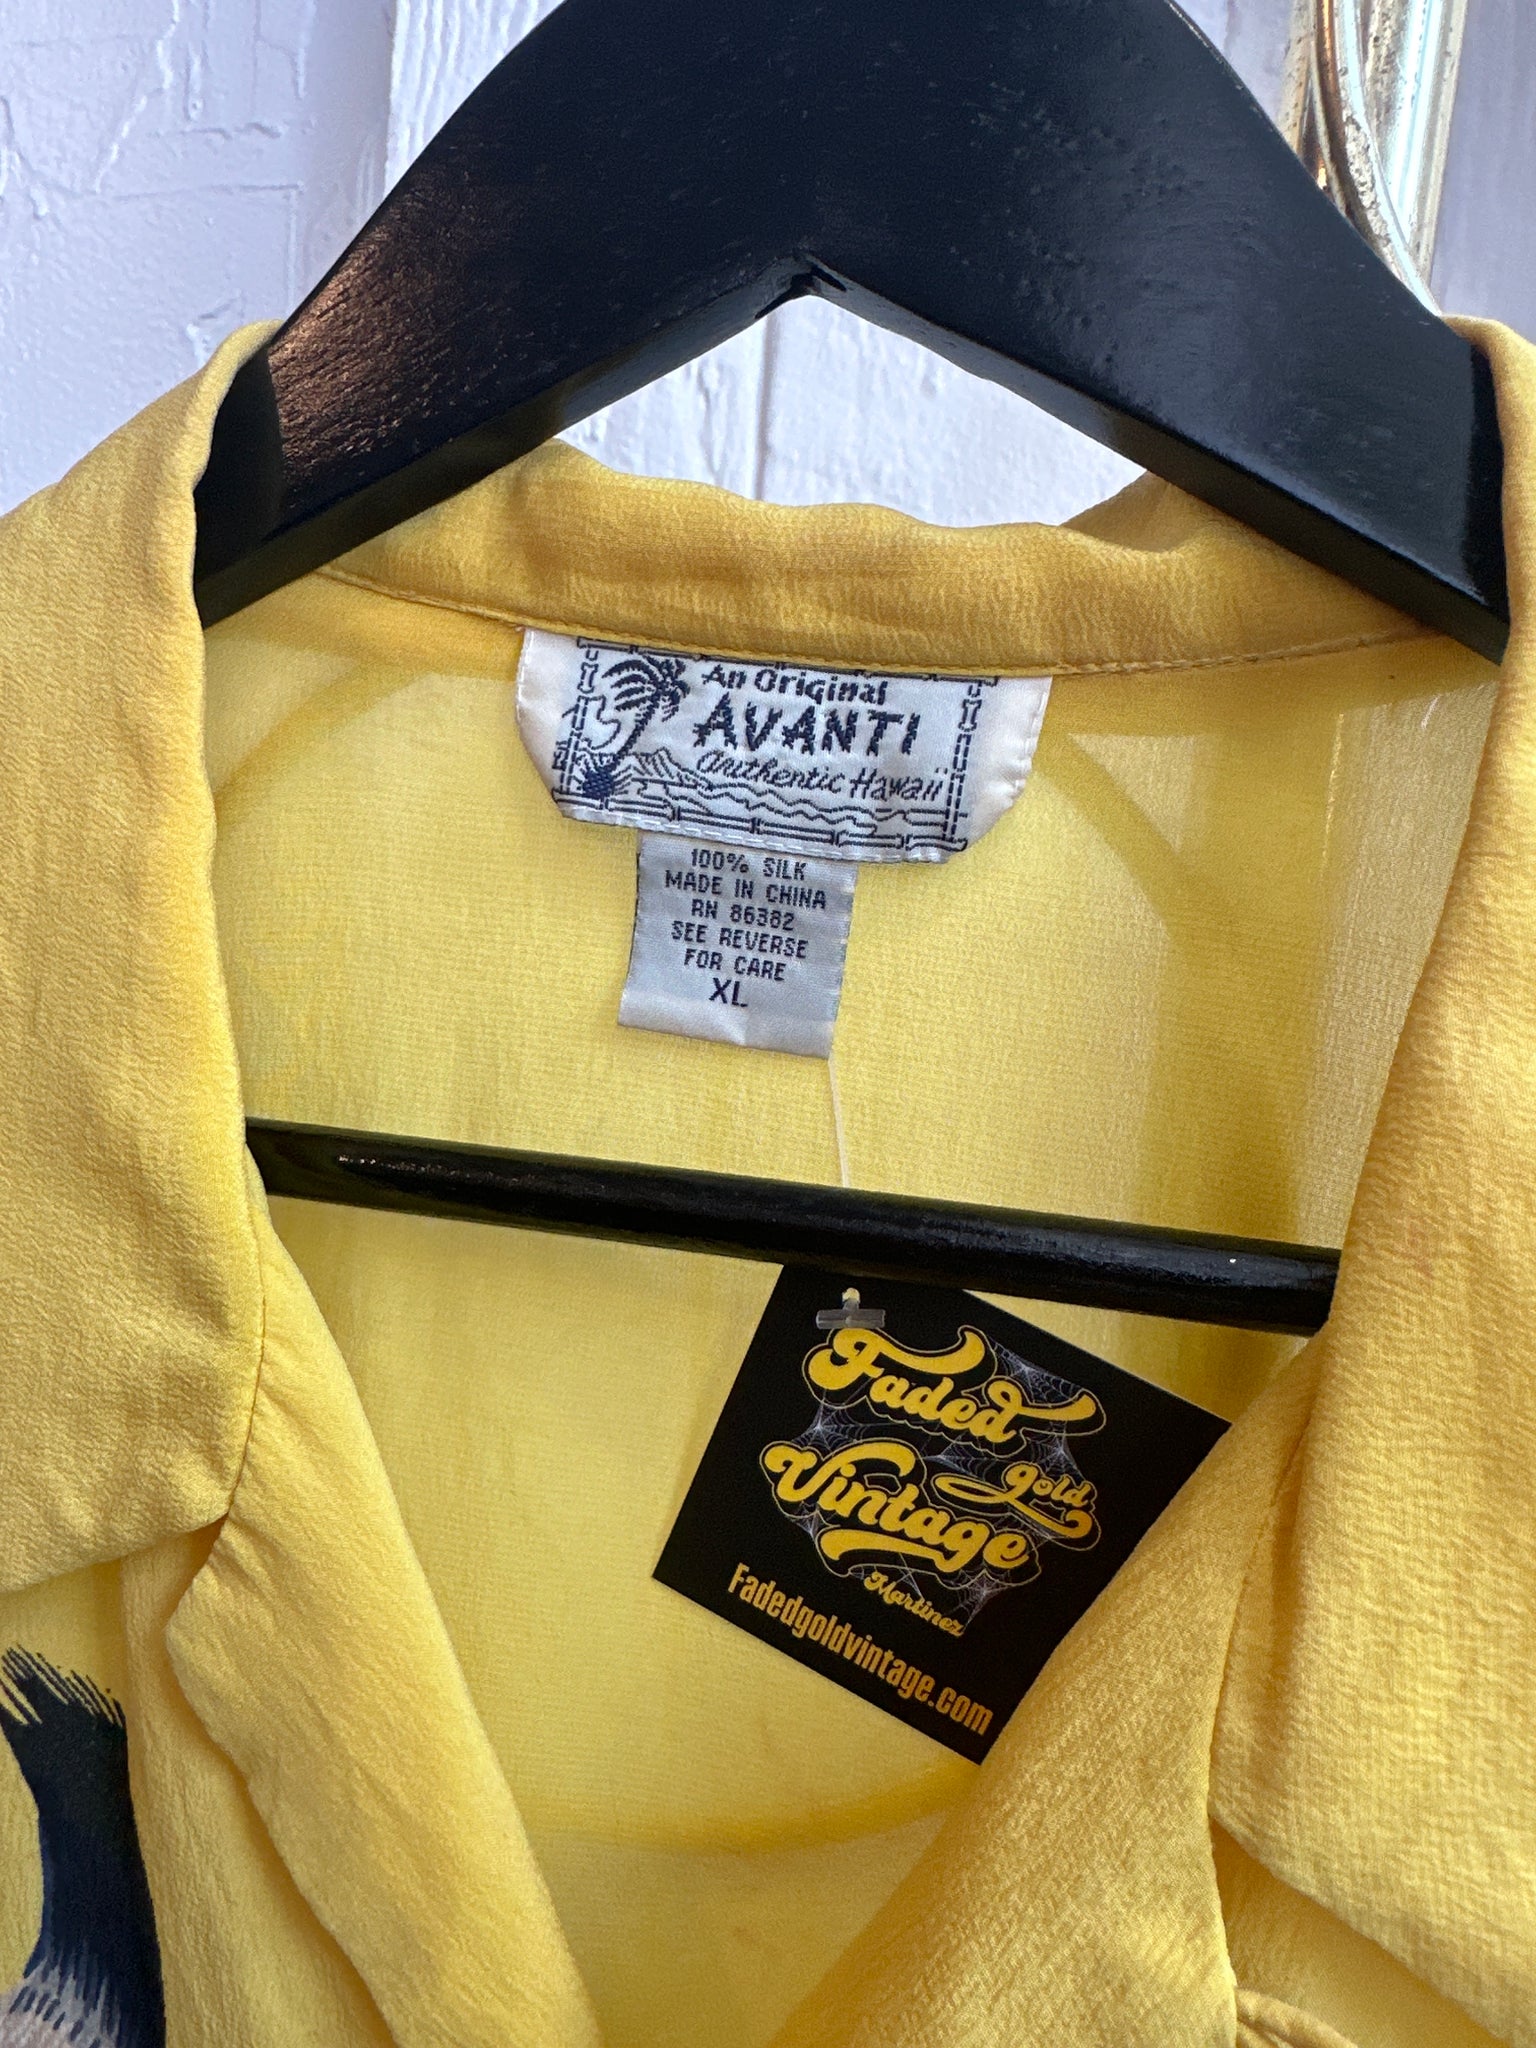 An Original
AVANTI
Authentic Hawaii
100% SILK
MADE IN CHINA
RN 86382
SEE REVERSE
FOR CARE
XL
Faded
gold
Vintage
Martinez
Fadedgoldvintage.com